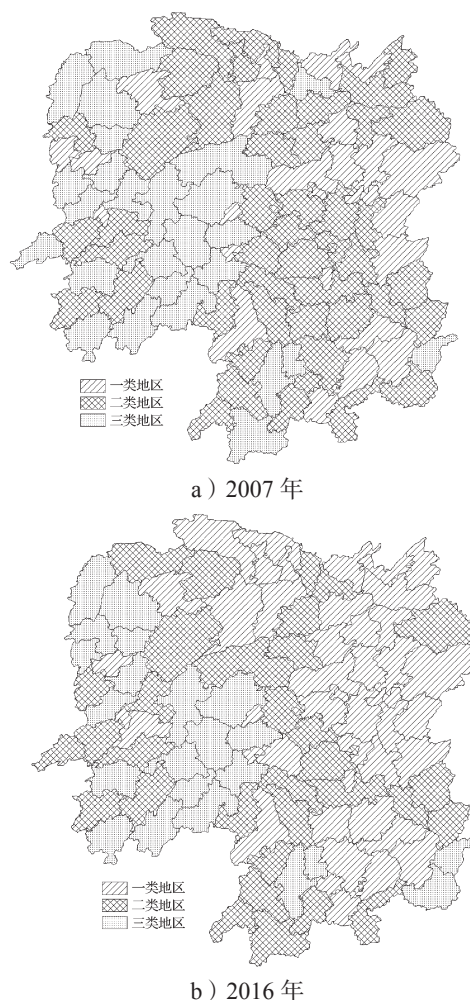 一类地区
二类地区
三类地区
a）2007 年
一类地区
二类地区
三类地区
b）2016 年